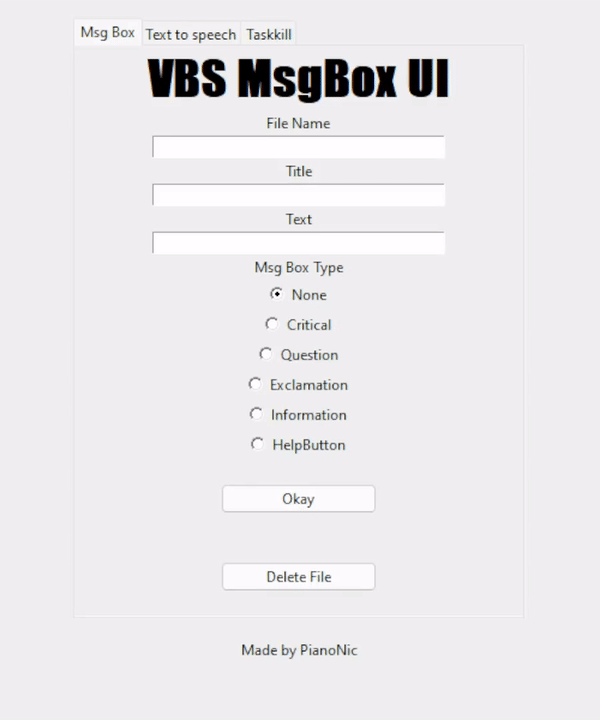 Msg Box Text to speech Taskkill
VBS MsgBox UI
File Name
Title
Text
Msg Box Type
None
Critical
Question
Exclamation
Information
HelpButton
Okay
Delete File
Made by PianoNic